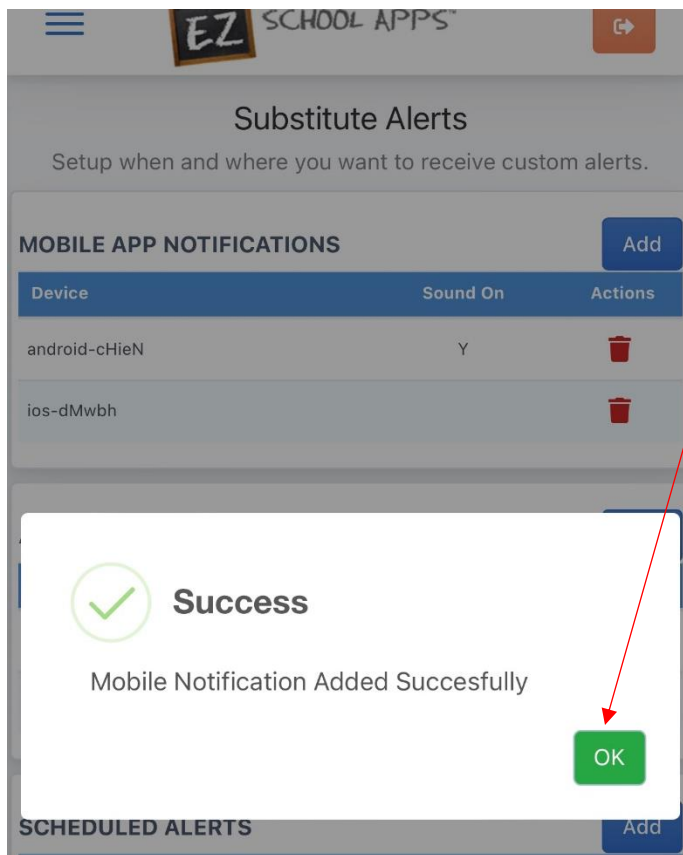 EZ SCHOOL APPS™
Substitute Alerts
Setup when and where you want to receive custom alerts.
MOBILE APP NOTIFICATIONS Add
Device Sound On Actions
android-cHieN Y
ios-dMwbh
Success
Mobile Notification Added Succesfully
OK
SCHEDULED ALERTS Add